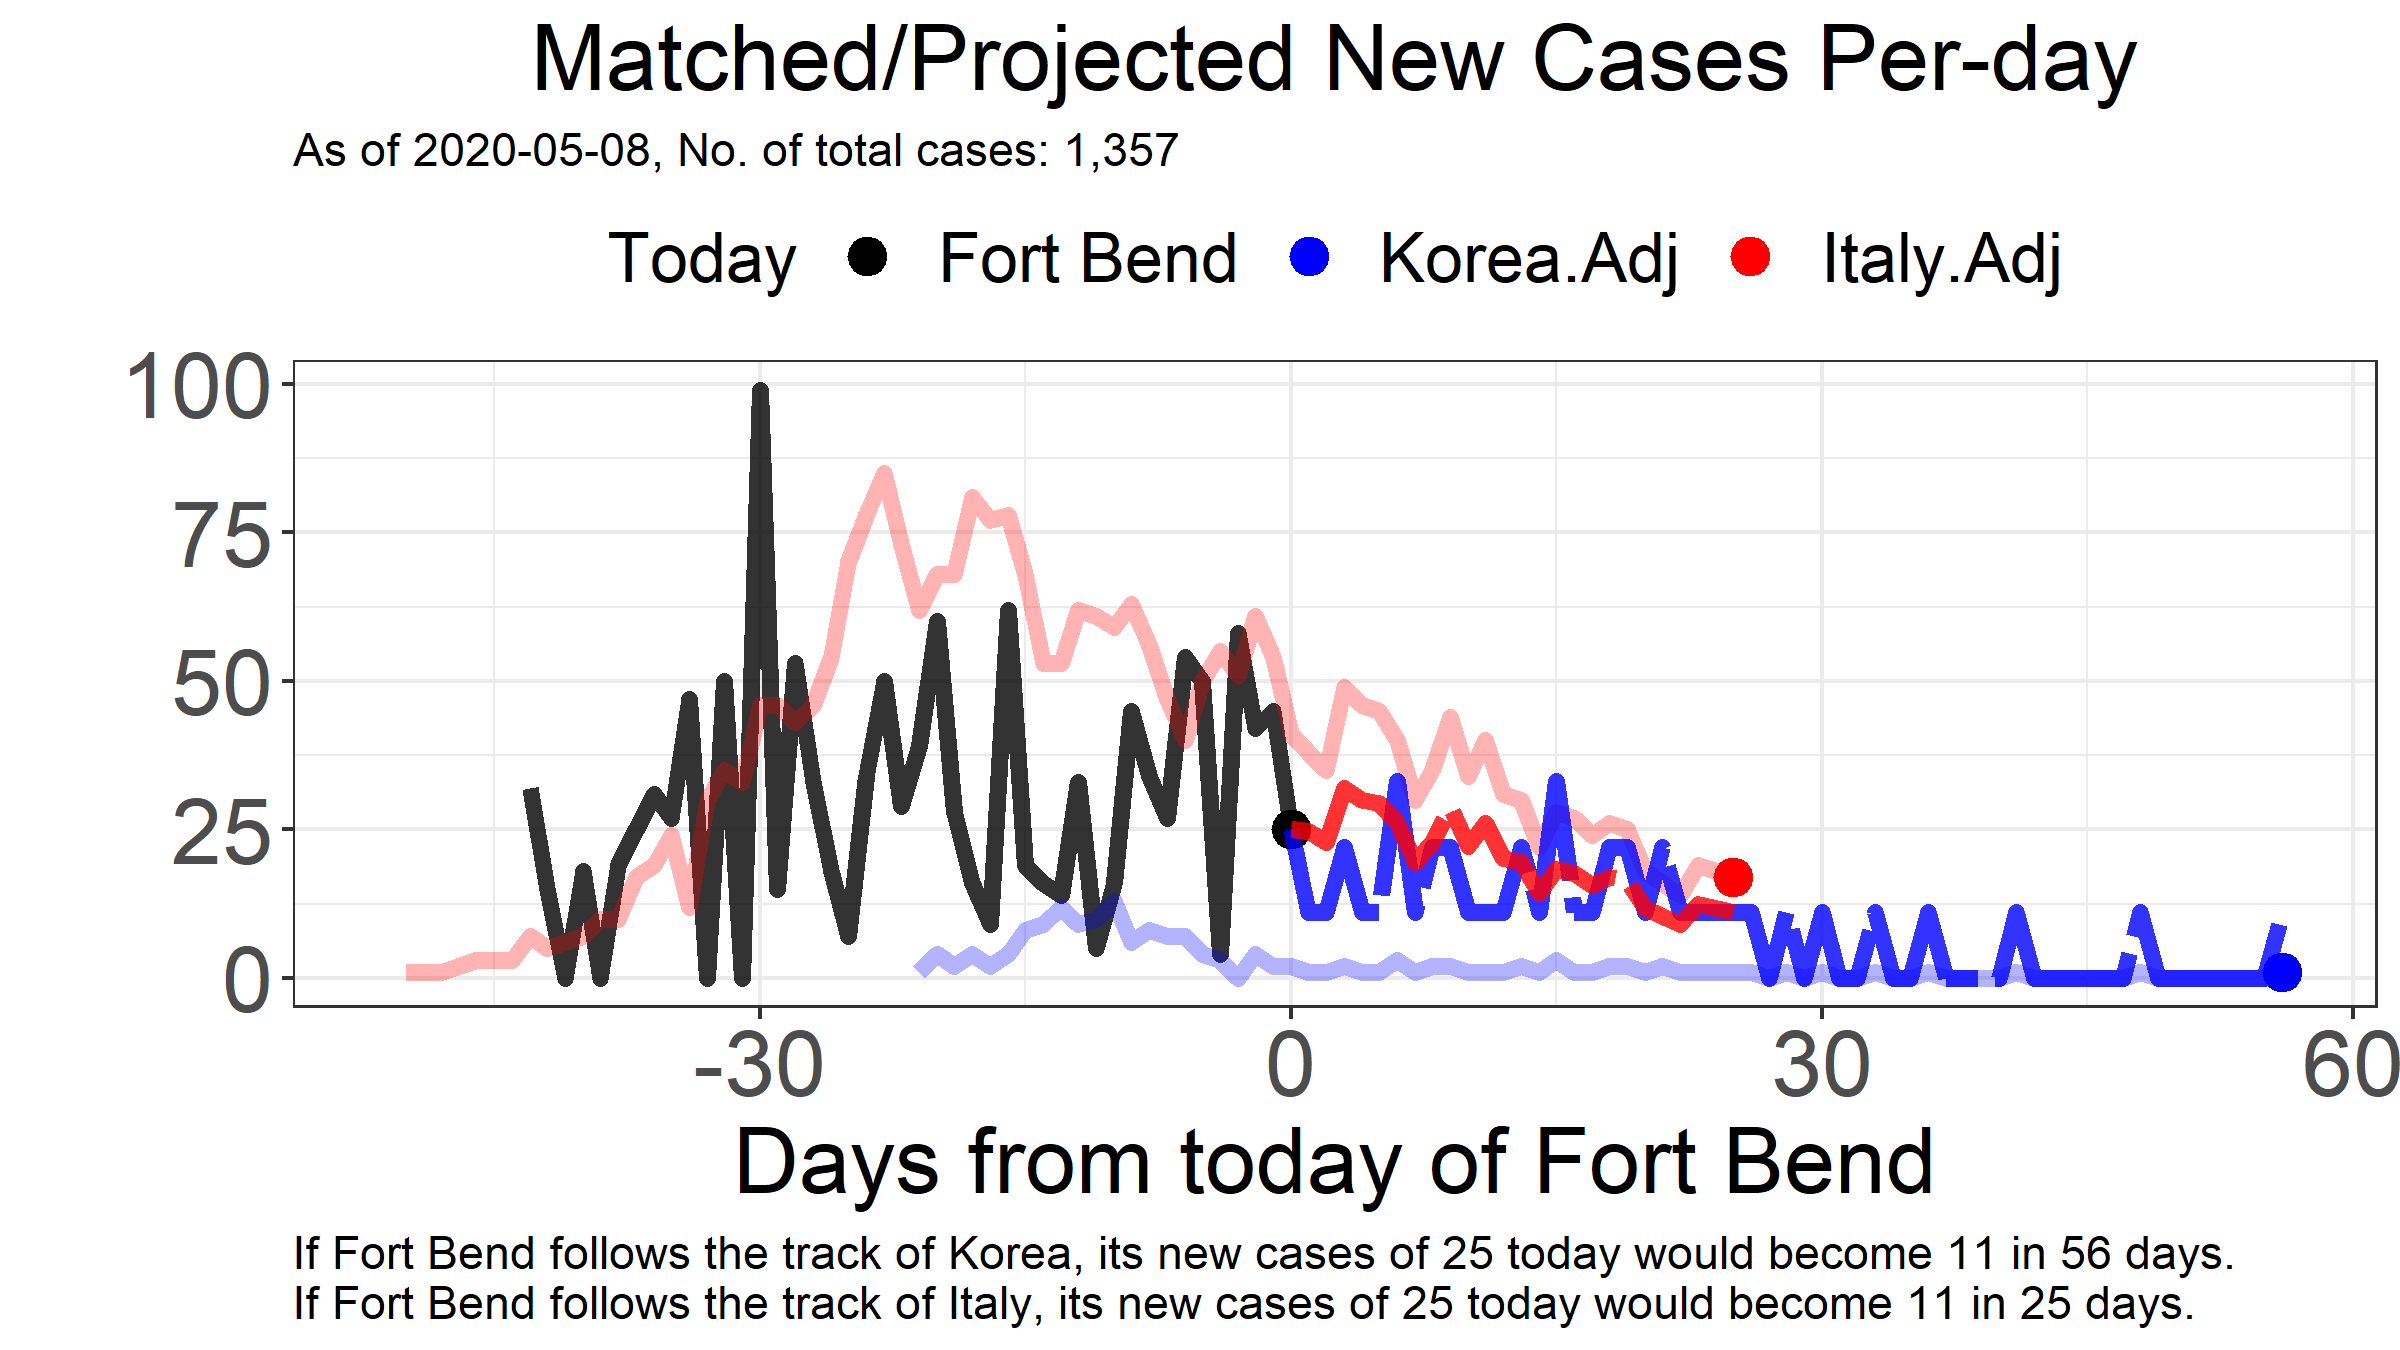 Matched/Projected New Cases Per-day
As of 2020-05-08, No. of total cases: 1,357
Today Fort Bend Korea.Adj Italy.Adj
100
75
50
25
0
-30 0 30 60
Days from today of Fort Bend
If Fort Bend follows the track of Korea, its new cases of 25 today would become 11 in 56 days.
If Fort Bend follows the track of Italy, its new cases of 25 today would become 11 in 25 days.